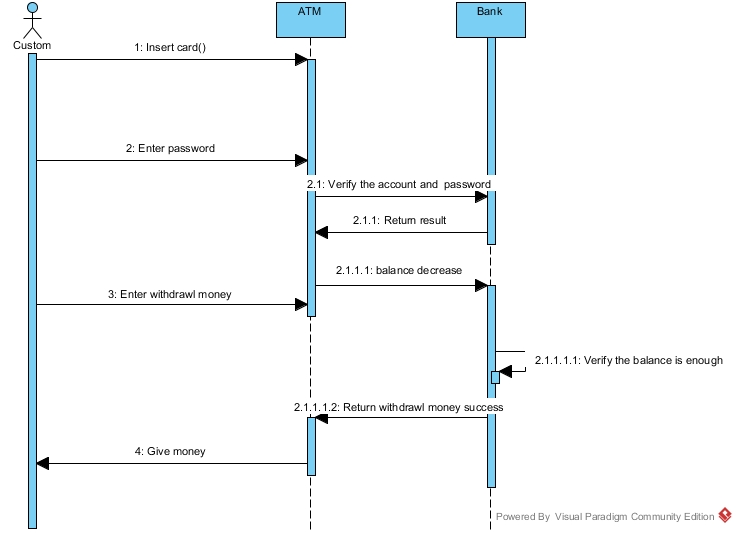 ATM
Bank
Custom
1: Insert card()
2: Enter password
2.1: Verify the account and password
2.1.1: Return result
2.1.1.1: balance decrease
3: Enter withdrawl money
2.1.1.1.1: Verify the balance is enough
2.1.1.1.2: Return withdrawl money success
4: Give money
Powered By Visual Paradigm Community Edition